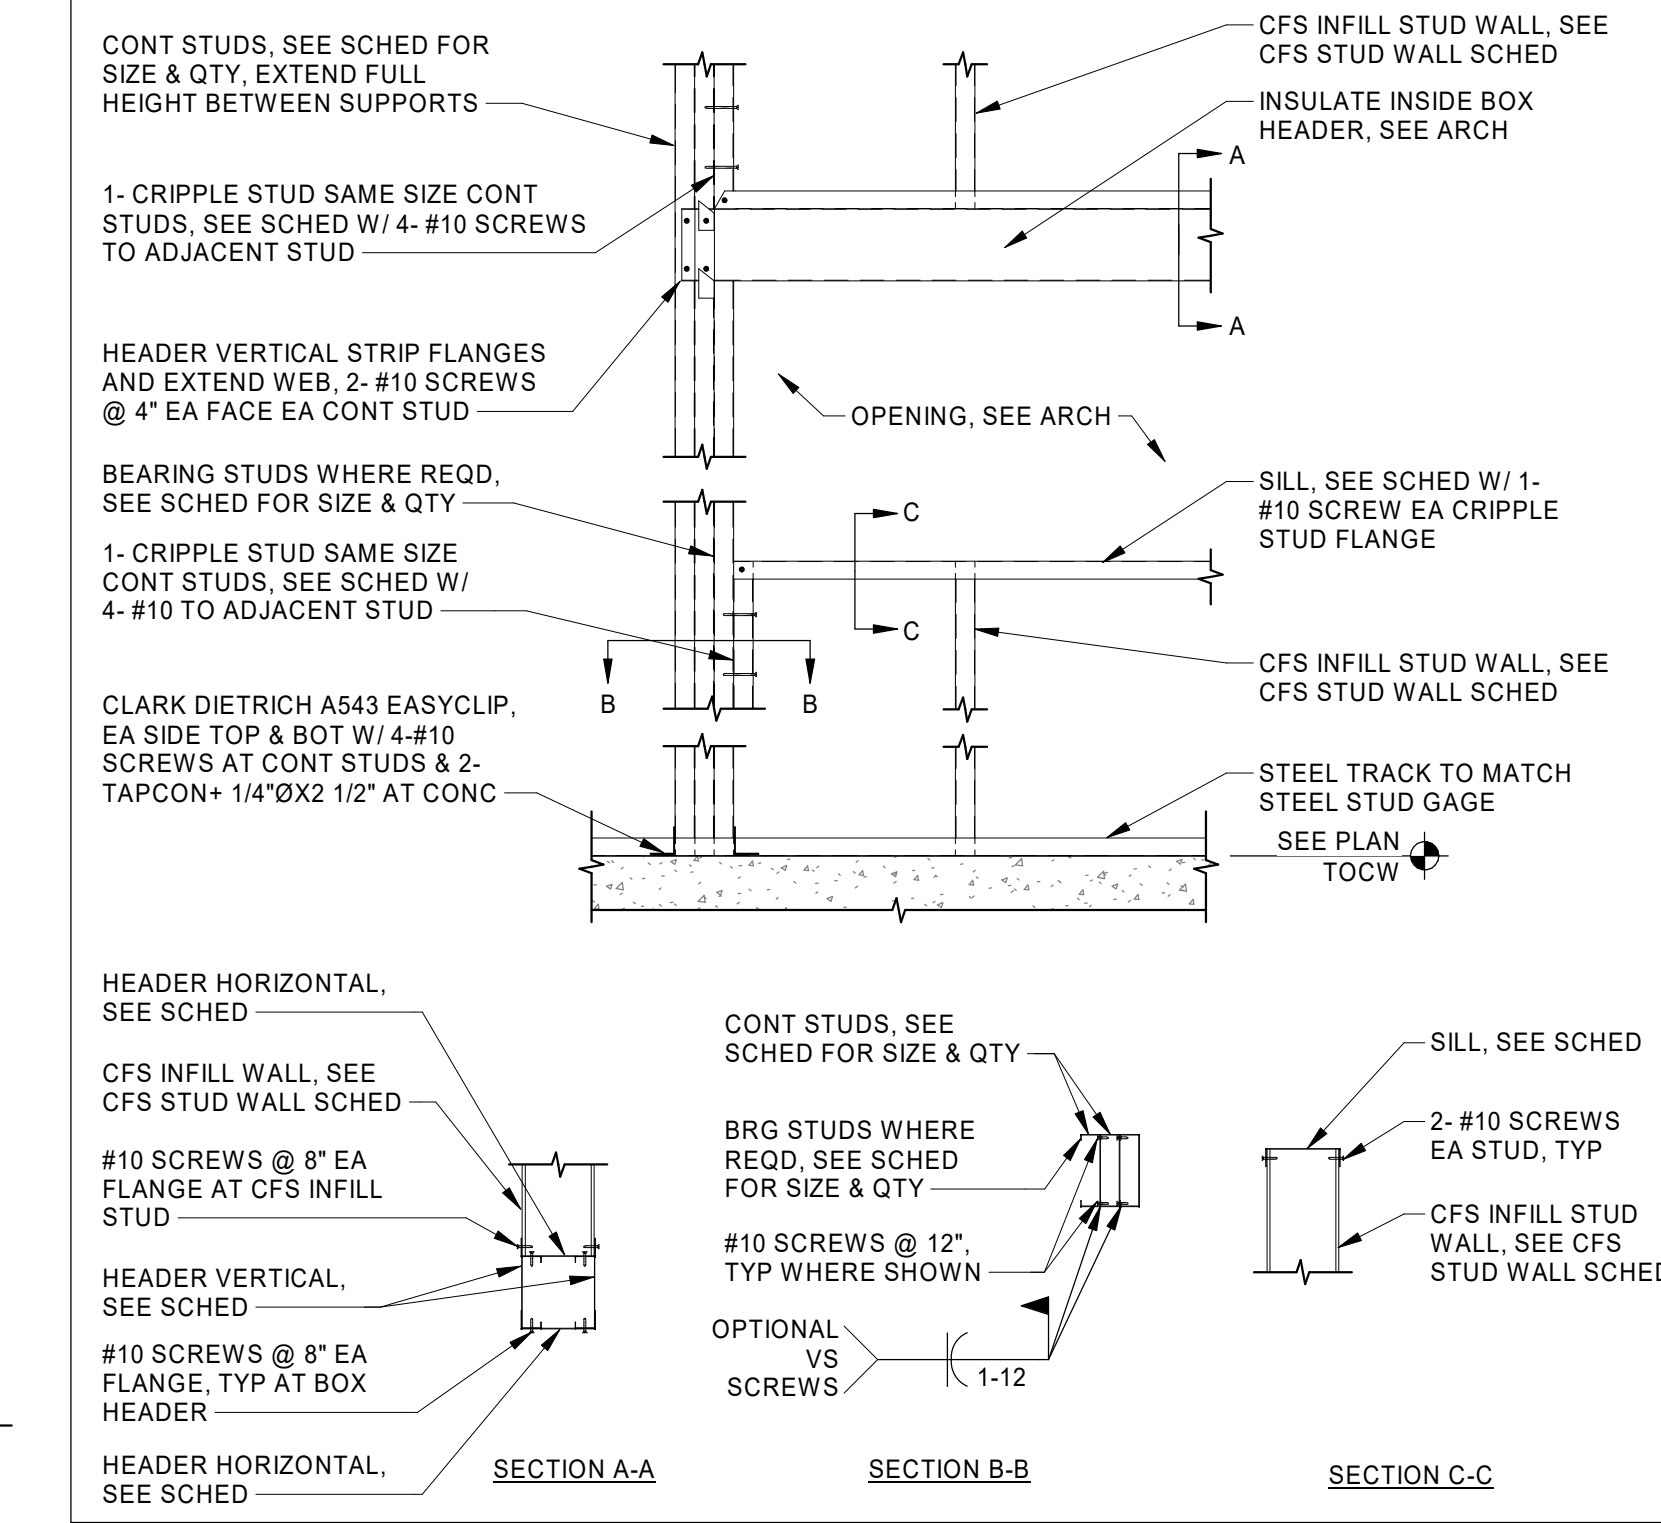 CONT STUDS, SEE SCHED FOR
SIZE & QTY, EXTEND FULL
HEIGHT BETWEEN SUPPORTS
1- CRIPPLE STUD SAME SIZE CONT
STUDS, SEE SCHED W/ 4- #10 SCREWS
TO ADJACENT STUD
HEADER VERTICAL STRIP FLANGES
AND EXTEND WEB, 2- #10 SCREWS
@ 4" EA FACE EA CONT STUD
BEARING STUDS WHERE REQD,
SEE SCHED FOR SIZE & QTY
1- CRIPPLE STUD SAME SIZE
CONT STUDS, SEE SCHED W/
4- #10 TO ADJACENT STUD
CLARK DIETRICH A543 EASYCLIP,
EA SIDE TOP & BOT W/ 4-#10
SCREWS AT CONT STUDS & 2-
TAPCON+ 1/4"ØX2 1/2" AT CONC
CFS INFILL STUD WALL, SEE
CFS STUD WALL SCHED
INSULATE INSIDE BOX
HEADER, SEE ARCH
A
A
OPENING, SEE ARCH
SILL, SEE SCHED W/ 1-
#10 SCREW EA CRIPPLE
STUD FLANGE
C
C
B
B
CFS INFILL STUD WALL, SEE
CFS STUD WALL SCHED
STEEL TRACK TO MATCH
STEEL STUD GAGE
SEE PLAN
TOCW
HEADER HORIZONTAL,
SEE SCHED
CFS INFILL WALL, SEE
CFS STUD WALL SCHED
#10 SCREWS @ 8" EA
FLANGE AT CFS INFILL
STUD
HEADER VERTICAL,
SEE SCHED
#10 SCREWS @ 8" EA
FLANGE, TYP AT BOX
HEADER
HEADER HORIZONTAL,
SEE SCHED
SECTION A-A
CONT STUDS, SEE
SCHED FOR SIZE & QTY
BRG STUDS WHERE
REQD, SEE SCHED
FOR SIZE & QTY
#10 SCREWS @ 12",
TYP WHERE SHOWN
OPTIONAL
VS
SCREWS
1-12
SECTION B-B
SILL, SEE SCHED
2- #10 SCREWS
EA STUD, TYP
CFS INFILL STUD
WALL, SEE CFS
STUD WALL SCHED
SECTION C-C